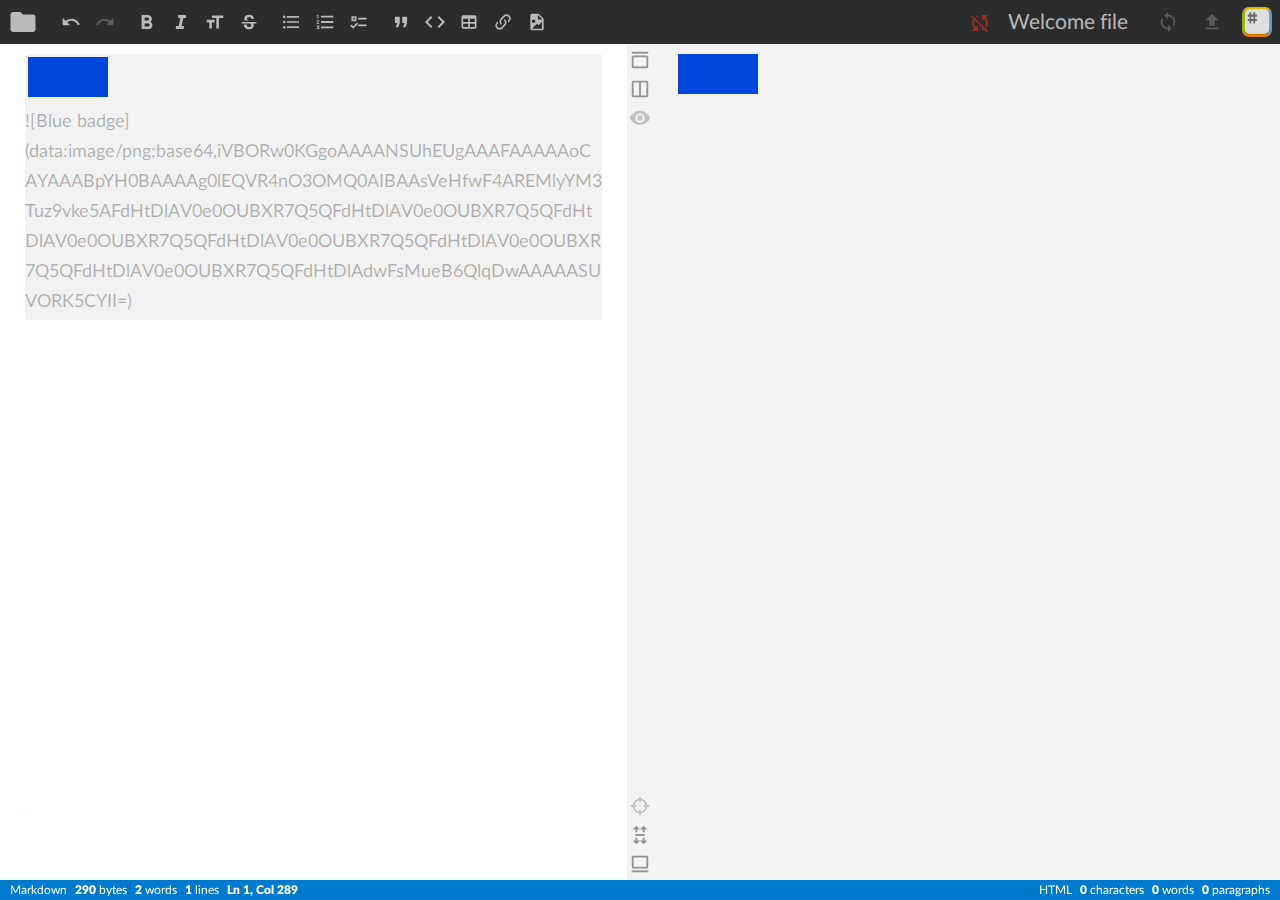 Welcome file
#
![Blue badge]
(data:image/png;base64,iVBORw0KGgoAAAANSUhEUgAAAFAAAAAoC
AYAAABpYH0BAAAAg0lEQVR4nO3OMQ0AIBAAsVeHfwF4AREMlyYM3
Tuz9vke5AFdHtDlAV0e0OUBXR7Q5QFdHtDlAV0e0OUBXR7Q5QFdHt
DlAV0e0OUBXR7Q5QFdHtDlAV0e0OUBXR7Q5QFdHtDlAV0e0OUBXR
7Q5QFdHtDlAV0e0OUBXR7Q5QFdHtDlAdwFsMueB6QlqDwAAAAASU
VORK5CYII=)
Markdown 290 bytes 2 words 1 lines Ln 1, Col 289
HTML 0 characters 0 words 0 paragraphs